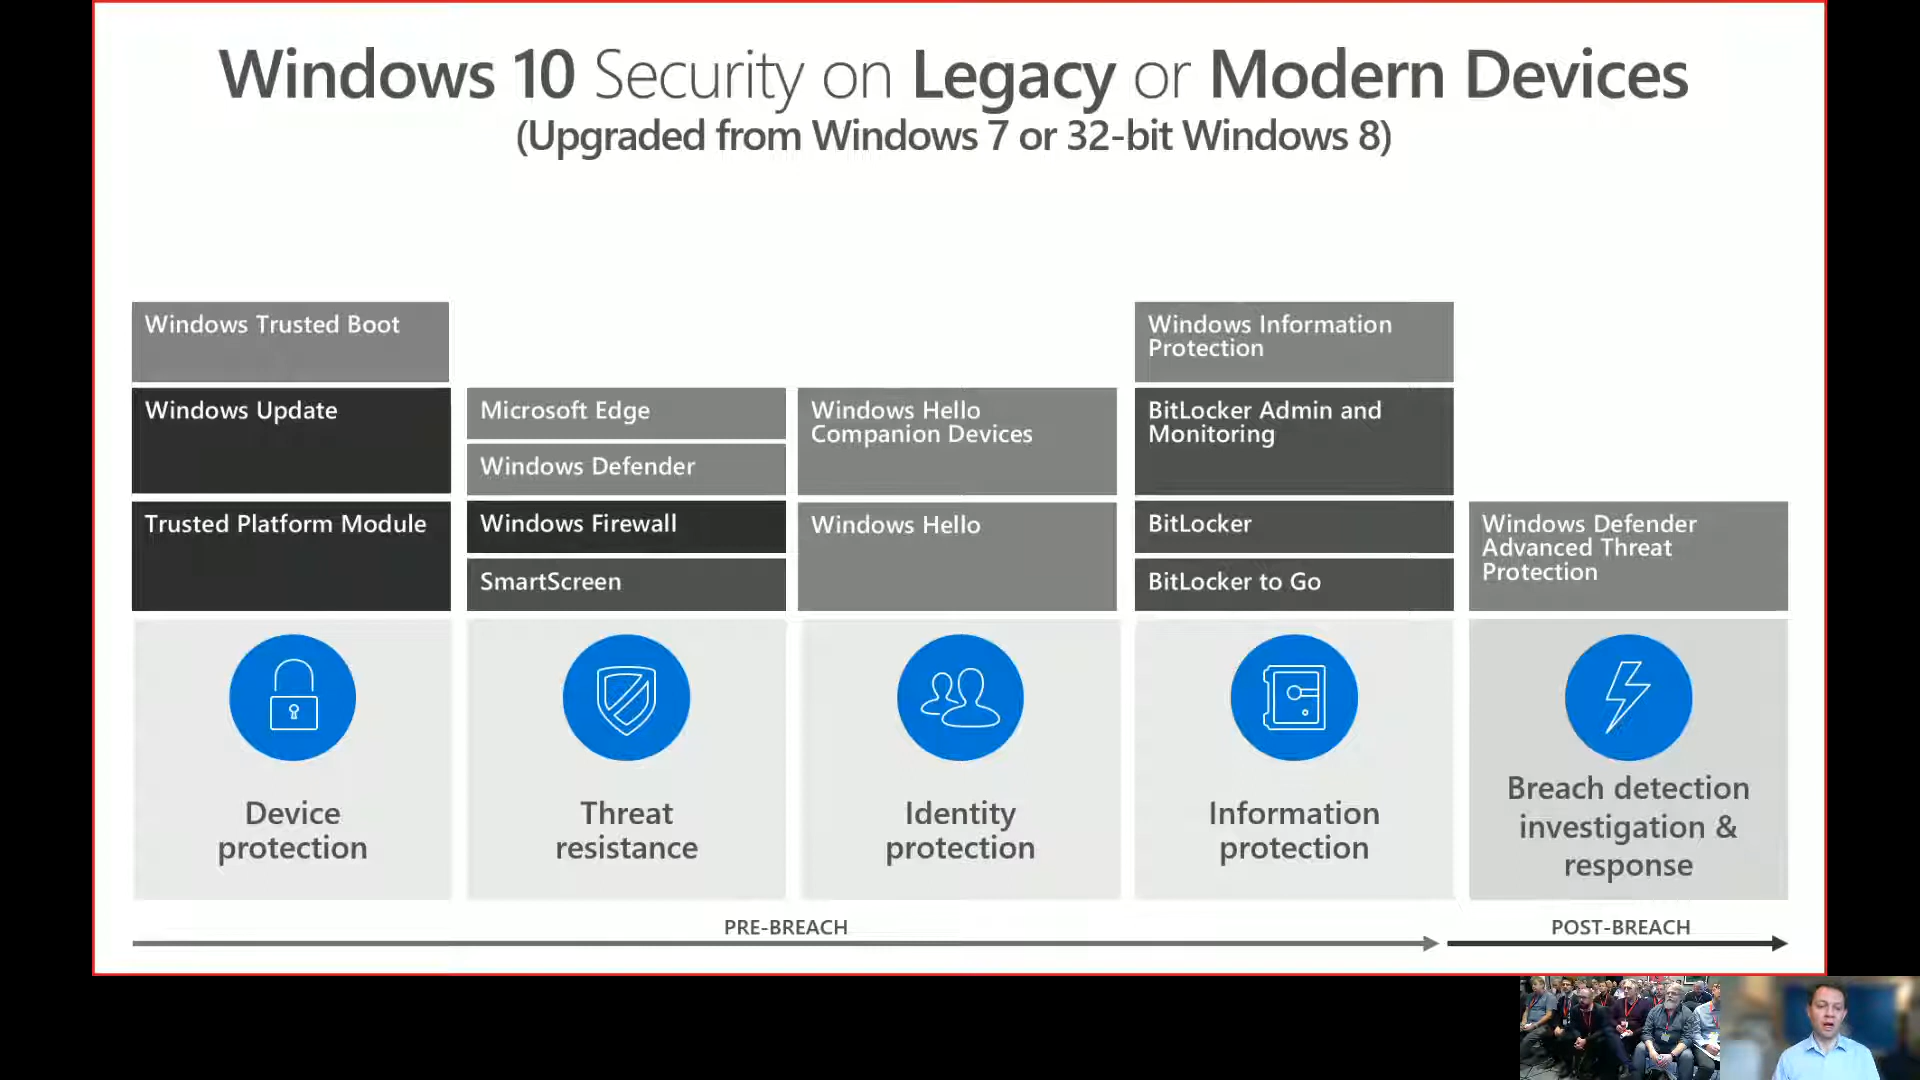 Windows 10 Security on Legacy or Modern Devices
(Upgraded from Windows 7 or 32-bit Windows 8)
Windows Trusted Boot
Windows Update
Trusted Platform Module
Device
protection
Microsoft Edge
Windows Defender
Windows Firewall
SmartScreen
Threat
resistance
Windows Hello
Companion Devices
Windows Hello
Identity
protection
Windows Information
Protection
BitLocker Admin and
Monitoring
BitLocker
BitLocker to Go
Information
protection
Windows Defender
Advanced Threat
Protection
Breach detection
investigation &
response
PRE-BREACH
POST-BREACH